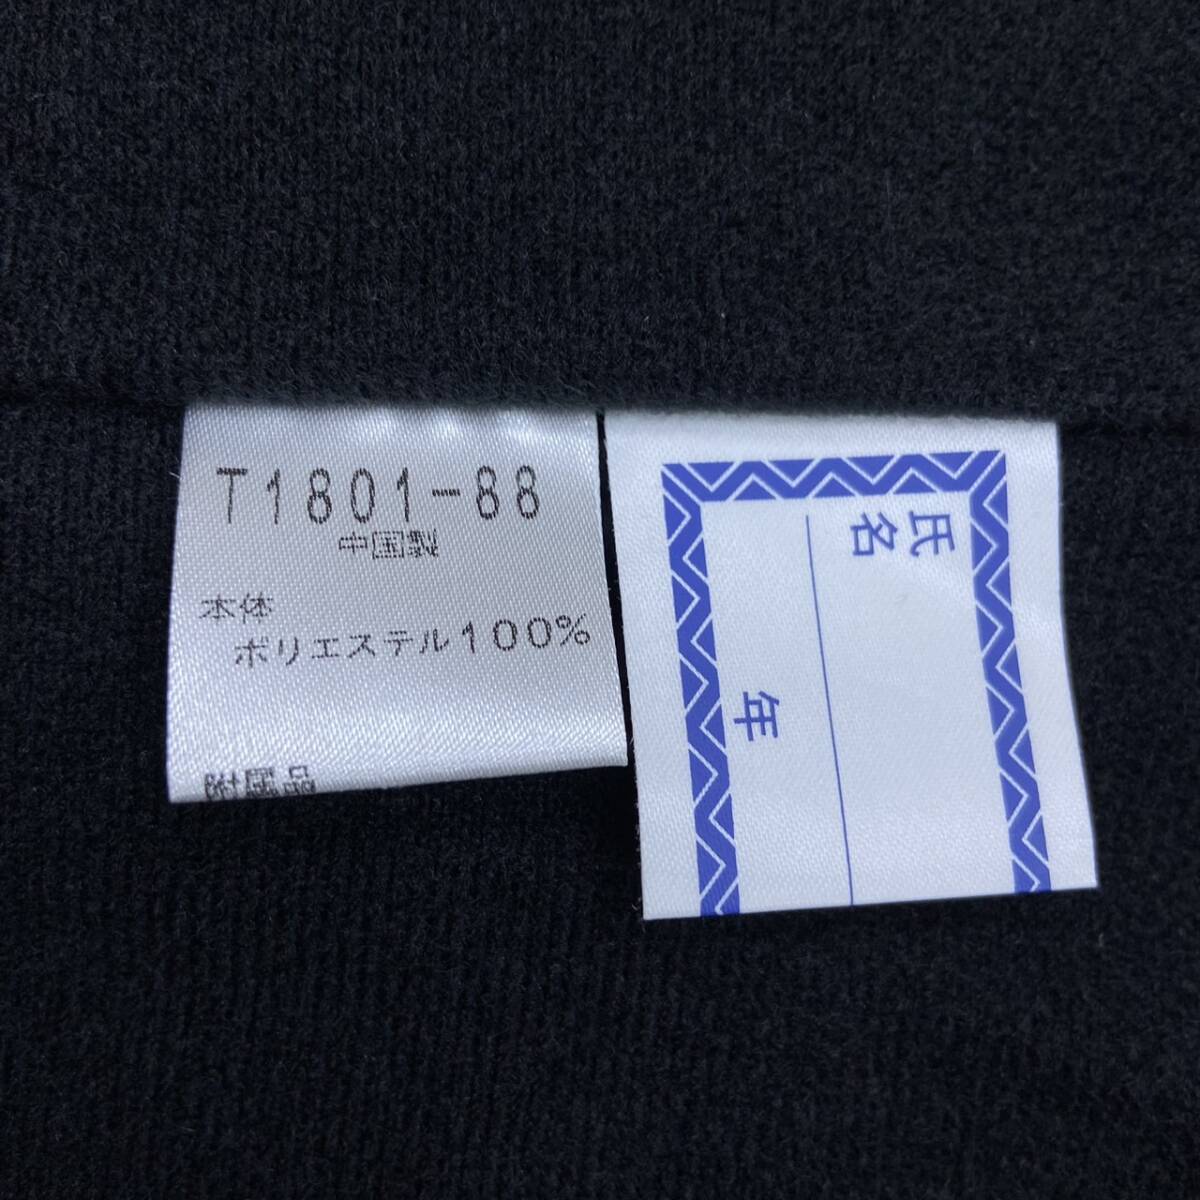 T1801-88
中国製
本体
ポリエステル100%
附属品
氏名
年